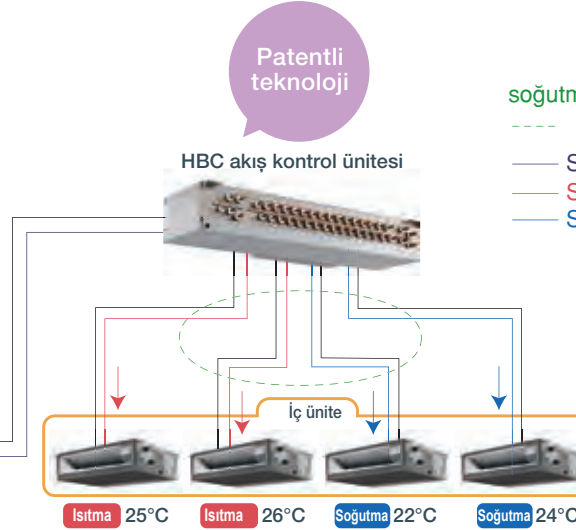 Patentli
teknoloji
soğutm
HBC akış kontrol ünitesi
S
S
S
İç ünite
Isıtma 25°C
Isıtma 26°C
Soğutma 22°C
Soğutma 24°C